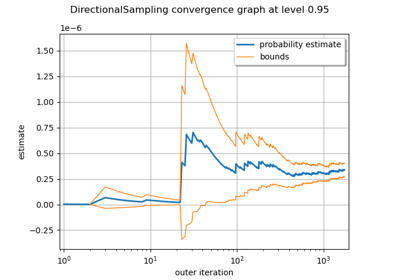 DirectionalSampling convergence graph at level 0.95
1e−6
1.50
1.25
1.00
0.75
0.50
0.25
0.00
−0.25
estimate
probability estimate
bounds
10⁰
10¹
10²
10³
outer iteration